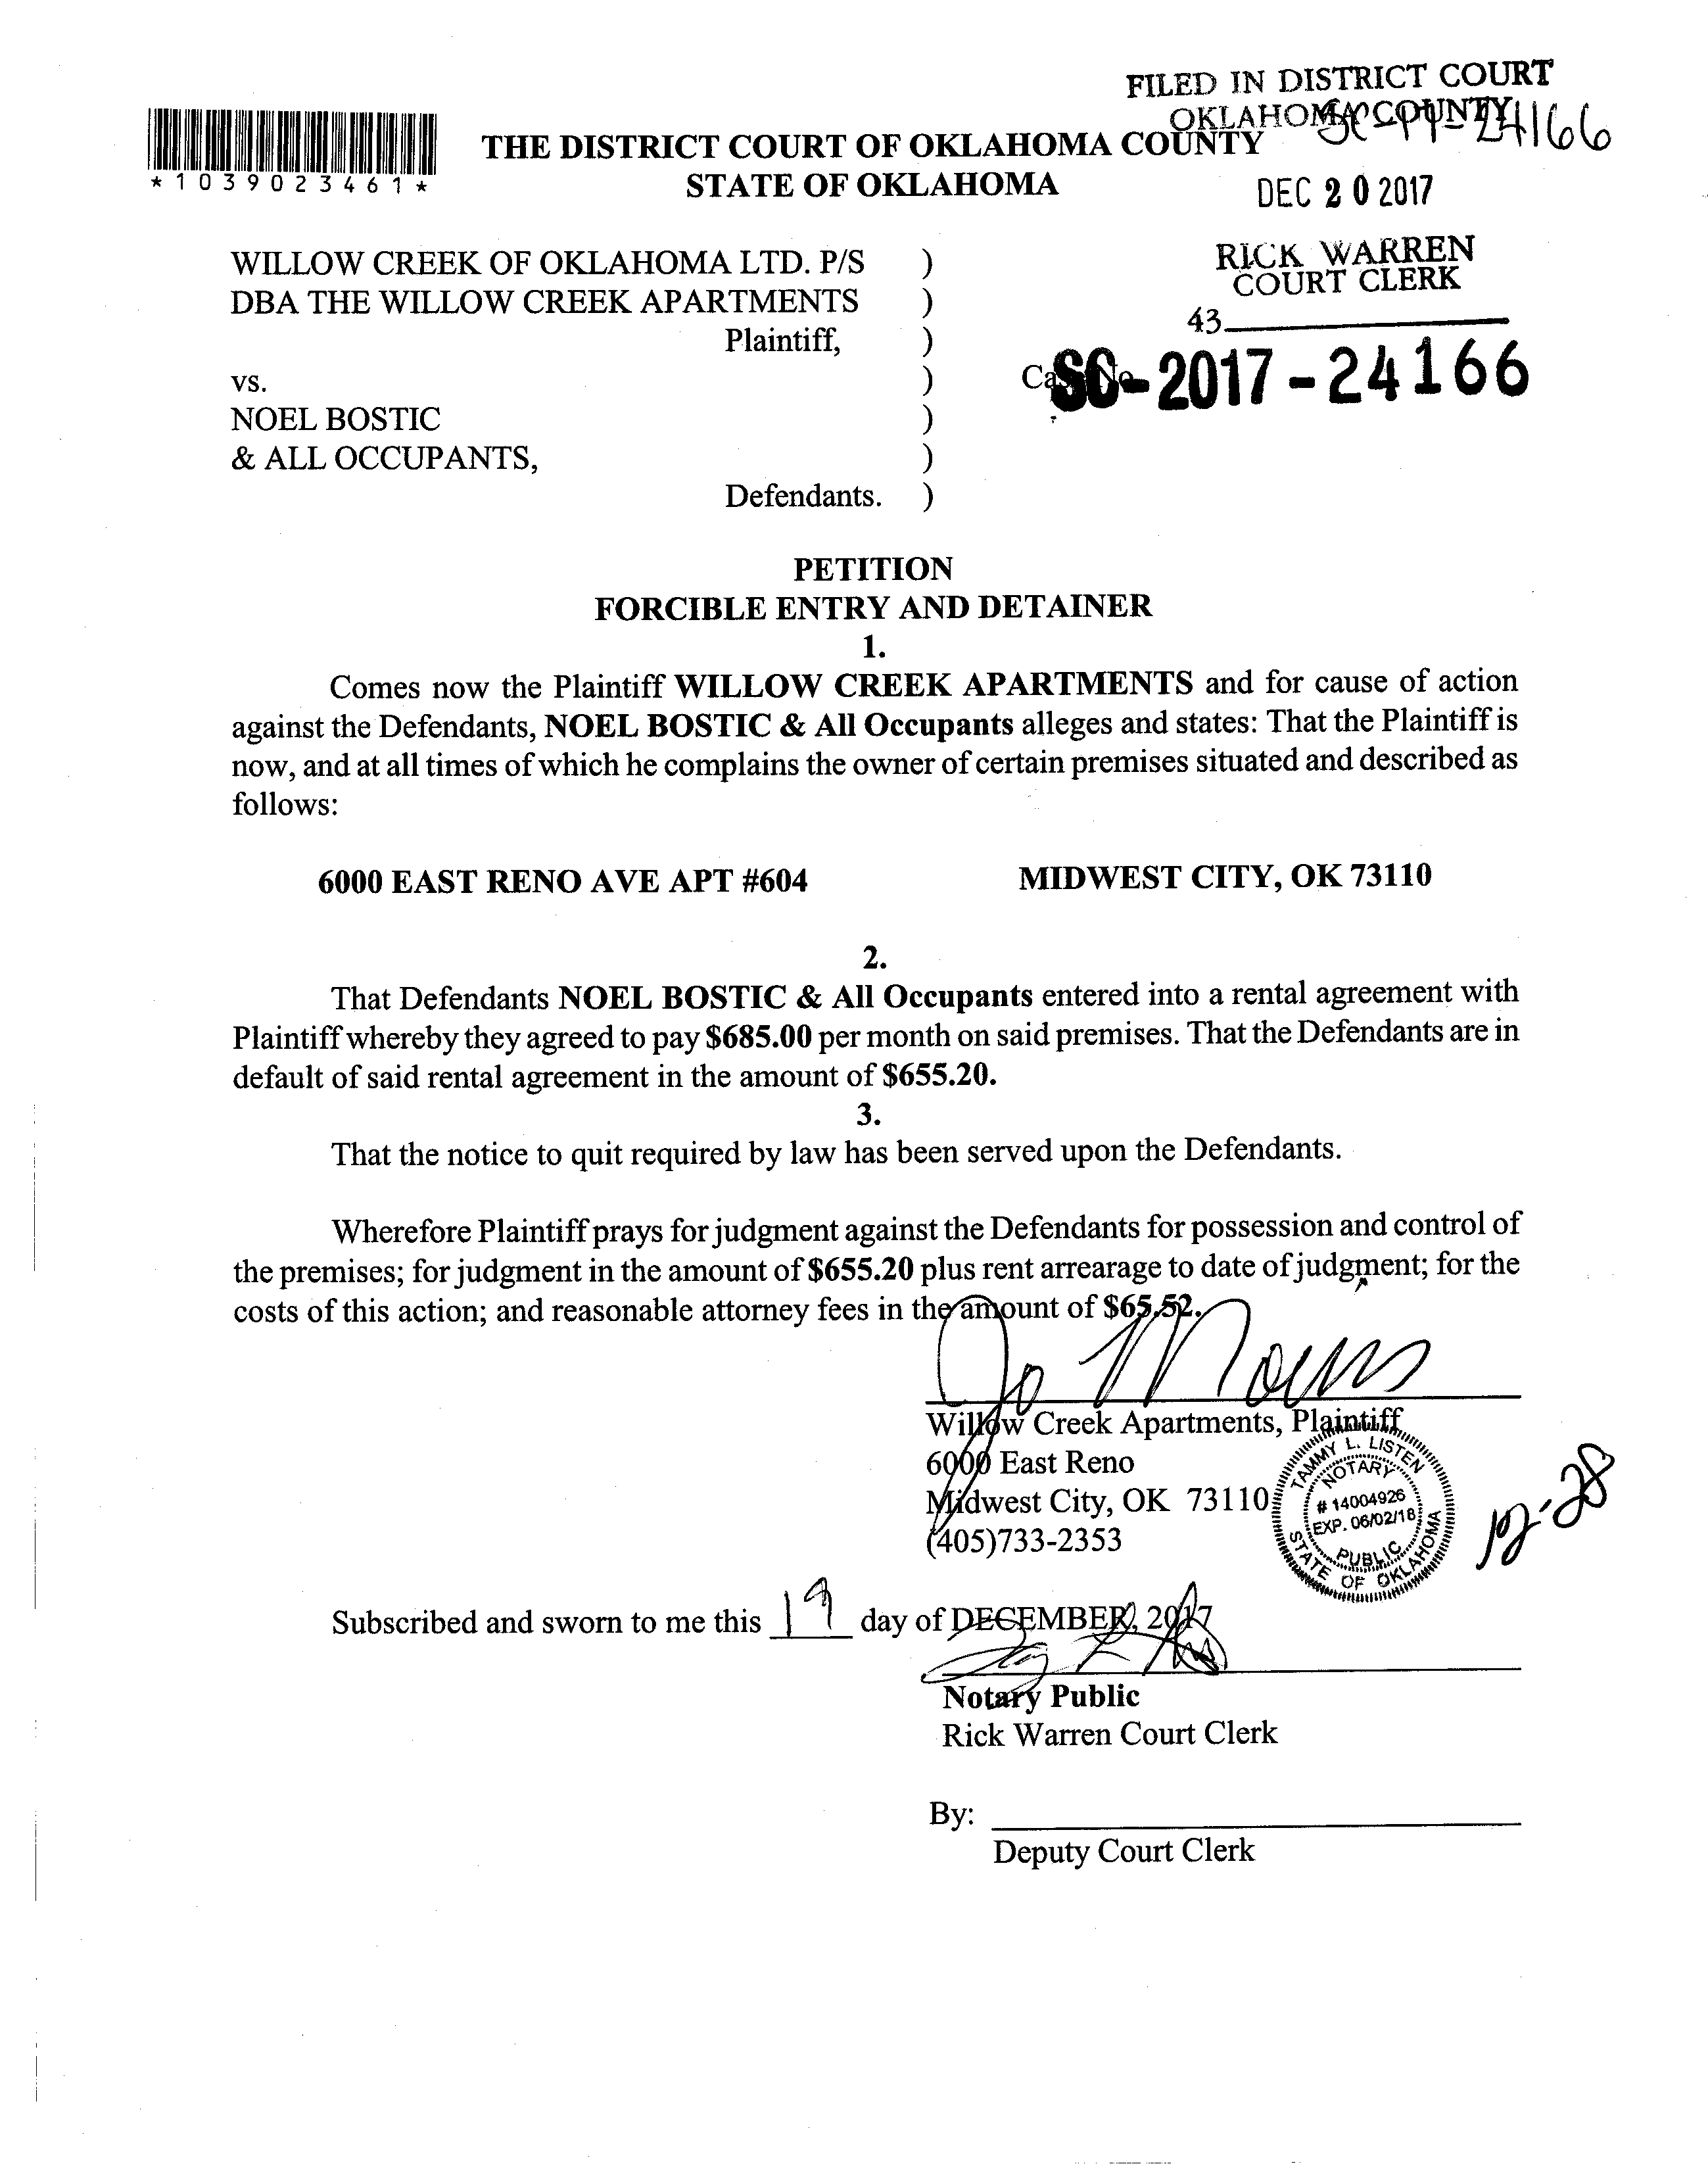 FILED IN DISTRICT COURT
OKLAHOMA COUNTY
SC-17-24166
*1039023461*
THE DISTRICT COURT OF OKLAHOMA COUNTY
STATE OF OKLAHOMA
DEC 20 2017
RICK WARREN
COURT CLERK
43
WILLOW CREEK OF OKLAHOMA LTD. P/S )
DBA THE WILLOW CREEK APARTMENTS )
Plaintiff, )
vs. ) Case No.
SC-2017-24166
NOEL BOSTIC )
& ALL OCCUPANTS, )
Defendants. )
PETITION
FORCIBLE ENTRY AND DETAINER
1.
Comes now the Plaintiff WILLOW CREEK APARTMENTS and for cause of action
against the Defendants, NOEL BOSTIC & All Occupants alleges and states: That the Plaintiff is
now, and at all times of which he complains the owner of certain premises situated and described as
follows:
6000 EAST RENO AVE APT #604 MIDWEST CITY, OK 73110
2.
That Defendants NOEL BOSTIC & All Occupants entered into a rental agreement with
Plaintiff whereby they agreed to pay $685.00 per month on said premises. That the Defendants are in
default of said rental agreement in the amount of $655.20.
3.
That the notice to quit required by law has been served upon the Defendants.
Wherefore Plaintiff prays for judgment against the Defendants for possession and control of
the premises; for judgment in the amount of $655.20 plus rent arrearage to date of judgment; for the
costs of this action; and reasonable attorney fees in the amount of $65.52.
Willow Creek Apartments, Plaintiff
6000 East Reno
Midwest City, OK 73110
(405)733-2353
TAMMY L. LISTEN
NOTARY
# 14004926
EXP. 06/02/18
PUBLIC
STATE OF OKLAHOMA
12-28
Subscribed and sworn to me this 19 day of DECEMBER, 2017
Notary Public
Rick Warren Court Clerk
By:
Deputy Court Clerk